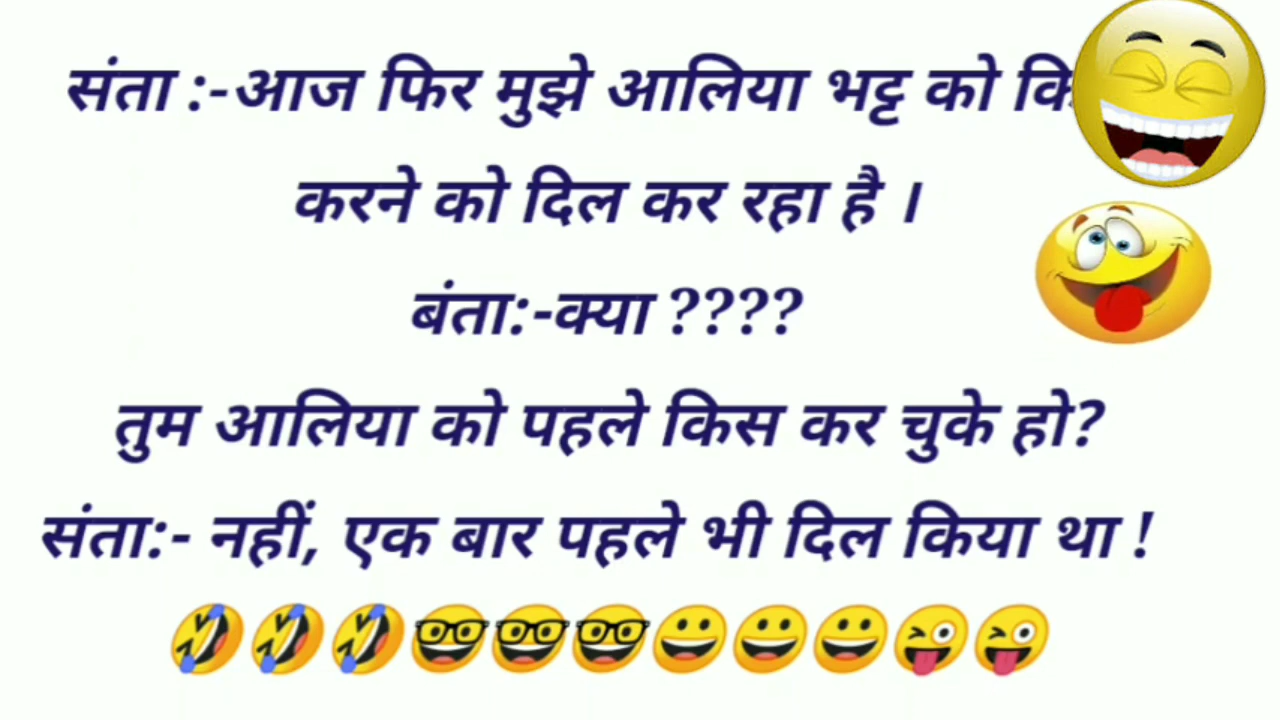 संता :-आज फिर मुझे आलिया भट्ट को
करने को दिल कर रहा है ।
बंता:-क्या ????
तुम आलिया को पहले किस कर चुके हो?
संता:- नहीं, एक बार पहले भी दिल किया था !
🤣🤣🤣🤓🤓🤓😀😀😀😜😜